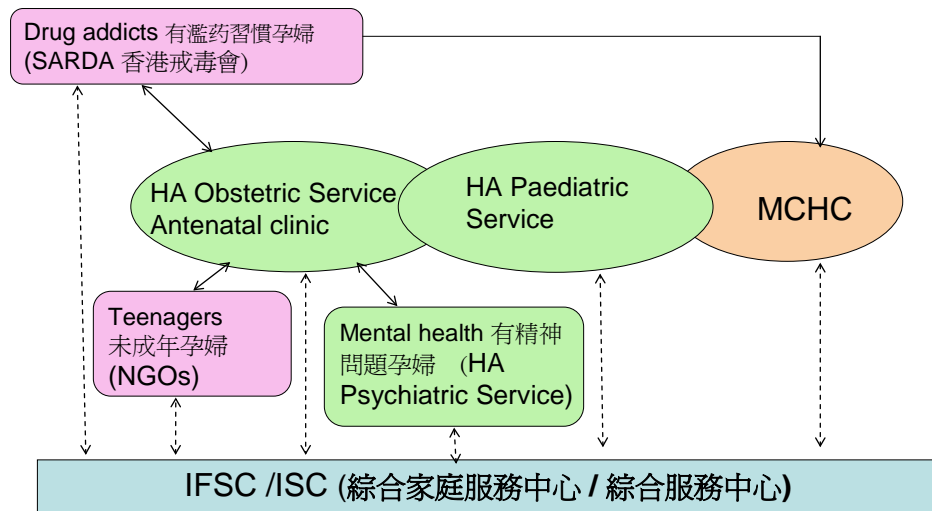 Drug addicts 有濫药習慣孕婦
(SARDA 香港戒毒會)
HA Obstetric Service
Antenatal clinic
HA Paediatric
Service
MCHC
Teenagers
未成年孕婦
(NGOs)
Mental health 有精神
問題孕婦 (HA
Psychiatric Service)
IFSC /ISC (綜合家庭服務中心 / 綜合服務中心)